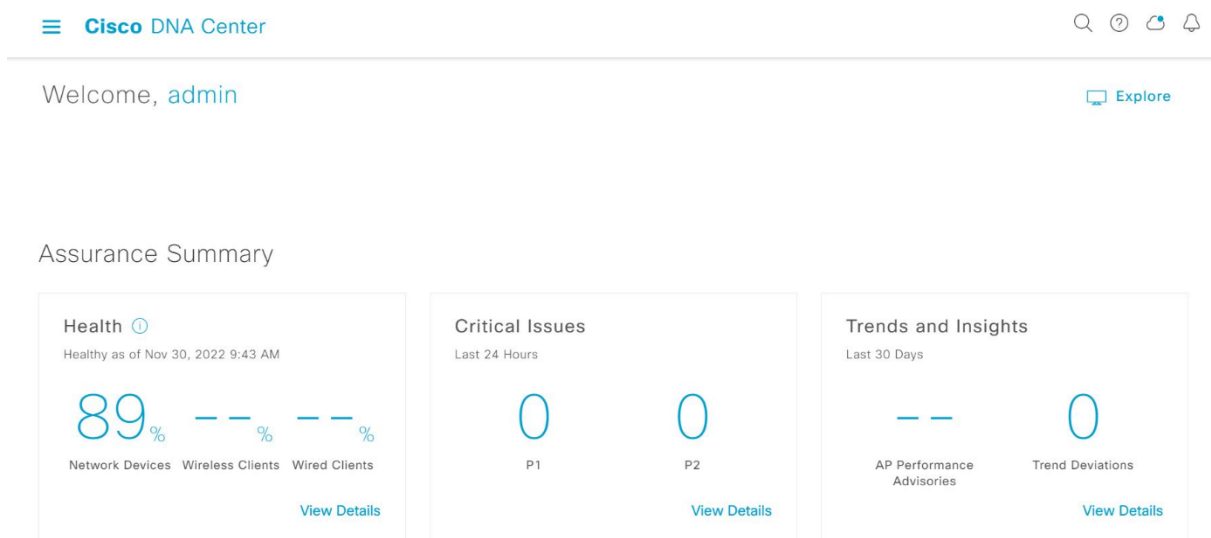 Cisco DNA Center
Welcome, admin
Explore
Assurance Summary
Health
Healthy as of Nov 30, 2022 9:43 AM
89% --% --%
Network Devices Wireless Clients Wired Clients
View Details
Critical Issues
Last 24 Hours
0 0
P1 P2
View Details
Trends and Insights
Last 30 Days
-- 0
AP Performance Trend Deviations
Advisories
View Details